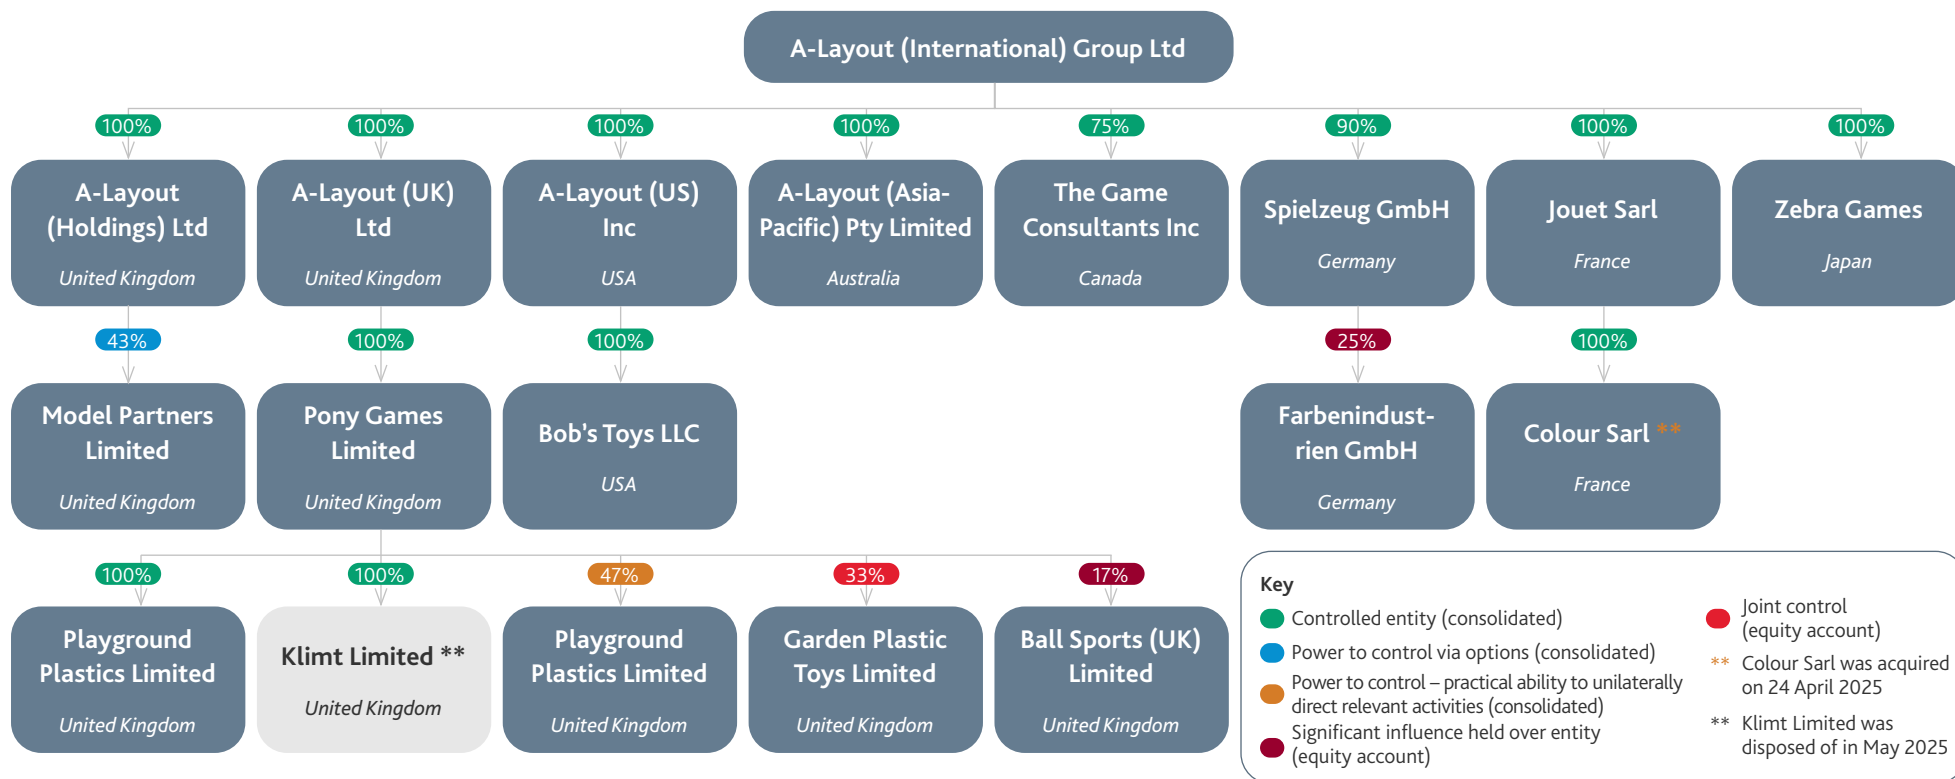 A-Layout (International) Group Ltd
100%
100%
100%
100%
75%
90%
100%
100%
A-Layout
(Holdings) Ltd
United Kingdom
A-Layout (UK)
Ltd
United Kingdom
A-Layout (US)
Inc
USA
A-Layout (Asia-
Pacific) Pty Limited
Australia
The Game
Consultants Inc
Canada
Spielzeug GmbH
Germany
Jouet Sarl
France
Zebra Games
Japan
43%
100%
100%
25%
100%
Model Partners
Limited
United Kingdom
Pony Games
Limited
United Kingdom
Bob's Toys LLC
USA
Farbenindust-
rien GmbH
Germany
Colour Sarl **
France
100%
100%
47%
33%
17%
Playground
Plastics Limited
United Kingdom
Klimt Limited **
United Kingdom
Playground
Plastics Limited
United Kingdom
Garden Plastic
Toys Limited
United Kingdom
Ball Sports (UK)
Limited
United Kingdom
Key
Controlled entity (consolidated)
Power to control via options (consolidated)
Power to control – practical ability to unilaterally
direct relevant activities (consolidated)
Significant influence held over entity
(equity account)
Joint control
(equity account)
** Colour Sarl was acquired
on 24 April 2025
** Klimt Limited was
disposed of in May 2025